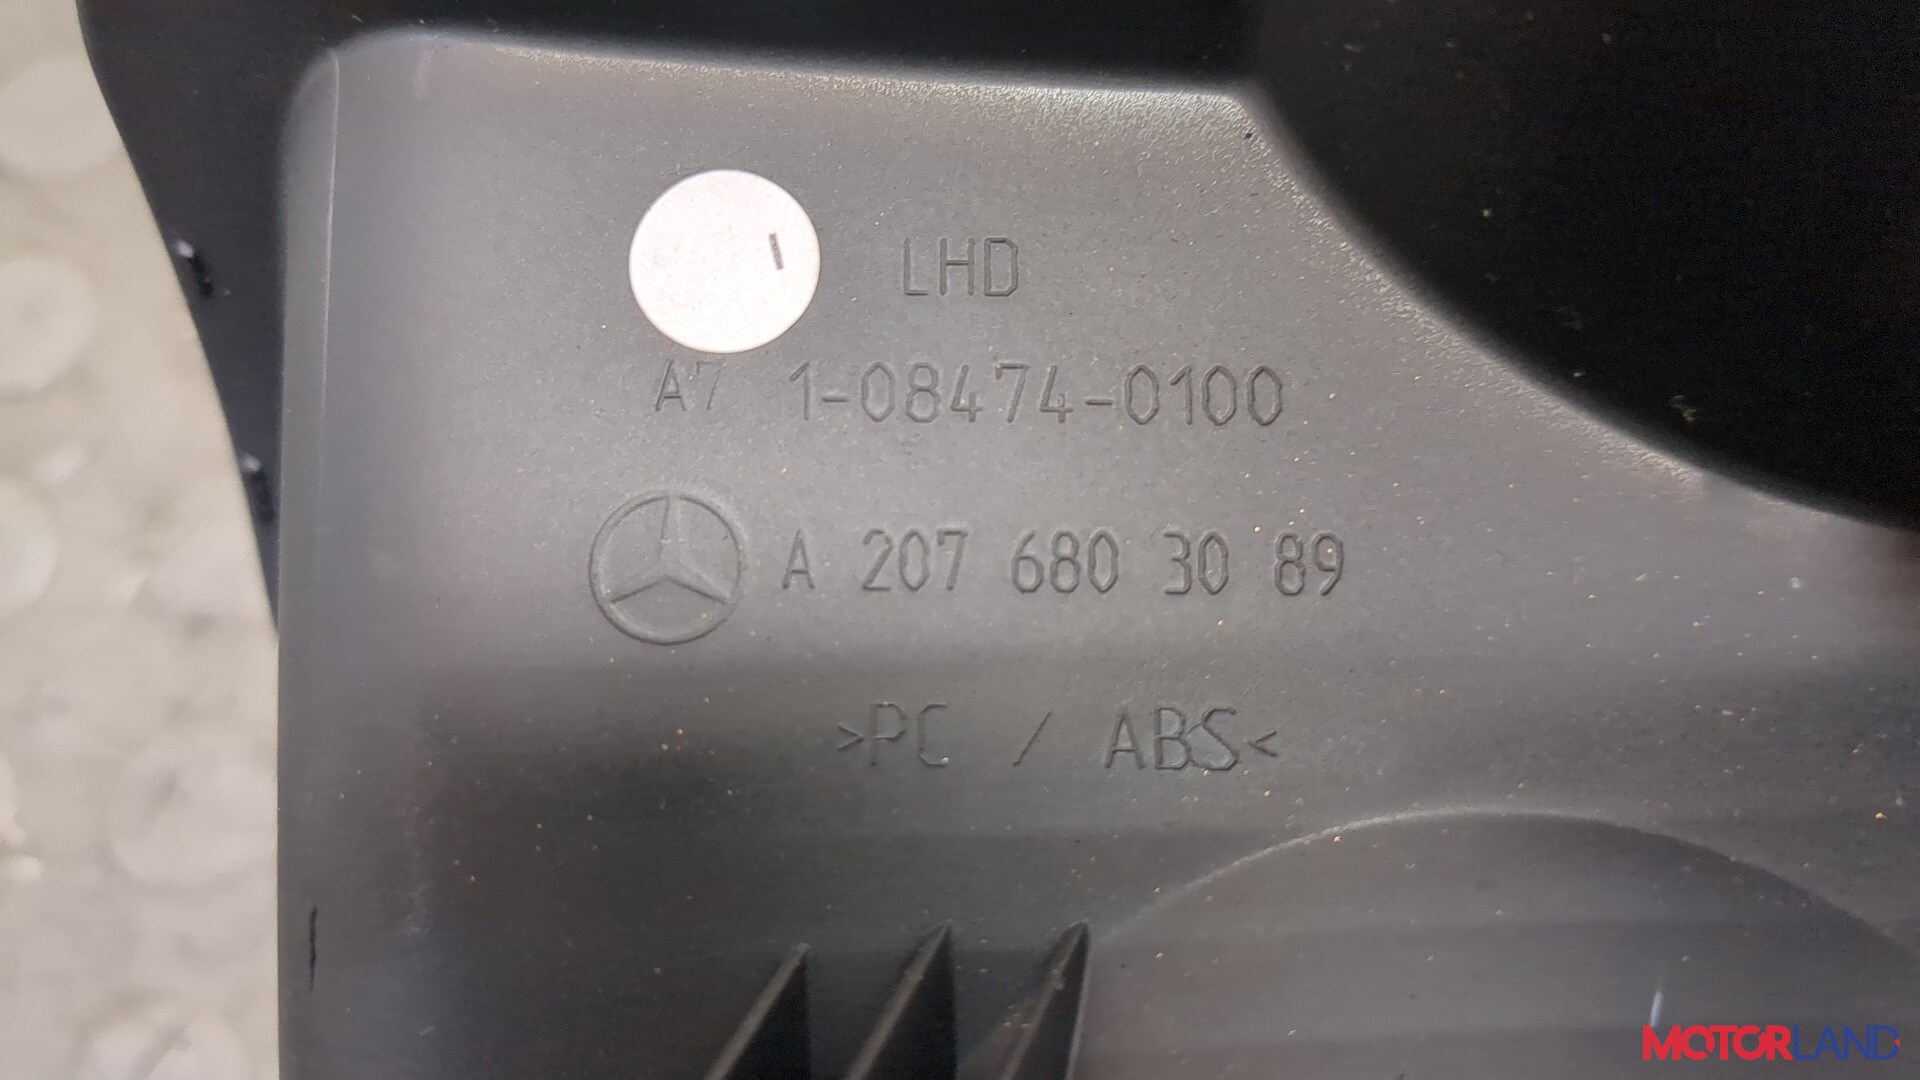 LHD
A7 1-08474-0100
A 207 680 30 89
>PC / ABS<
MOTORLAND